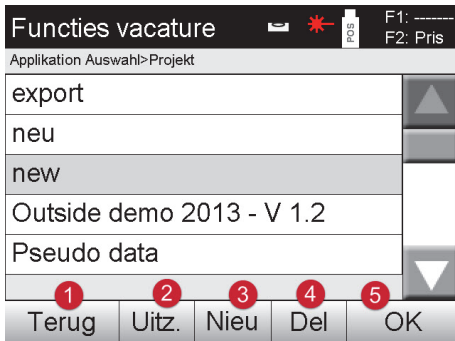 Functies vacature
POS
F1: -------
F2: Pris
Applikation Auswahl>Projekt
export
neu
new
Outside demo 2013 - V 1.2
Pseudo data
1 2 3 4 5
Terug Uitz. Nieu Del OK